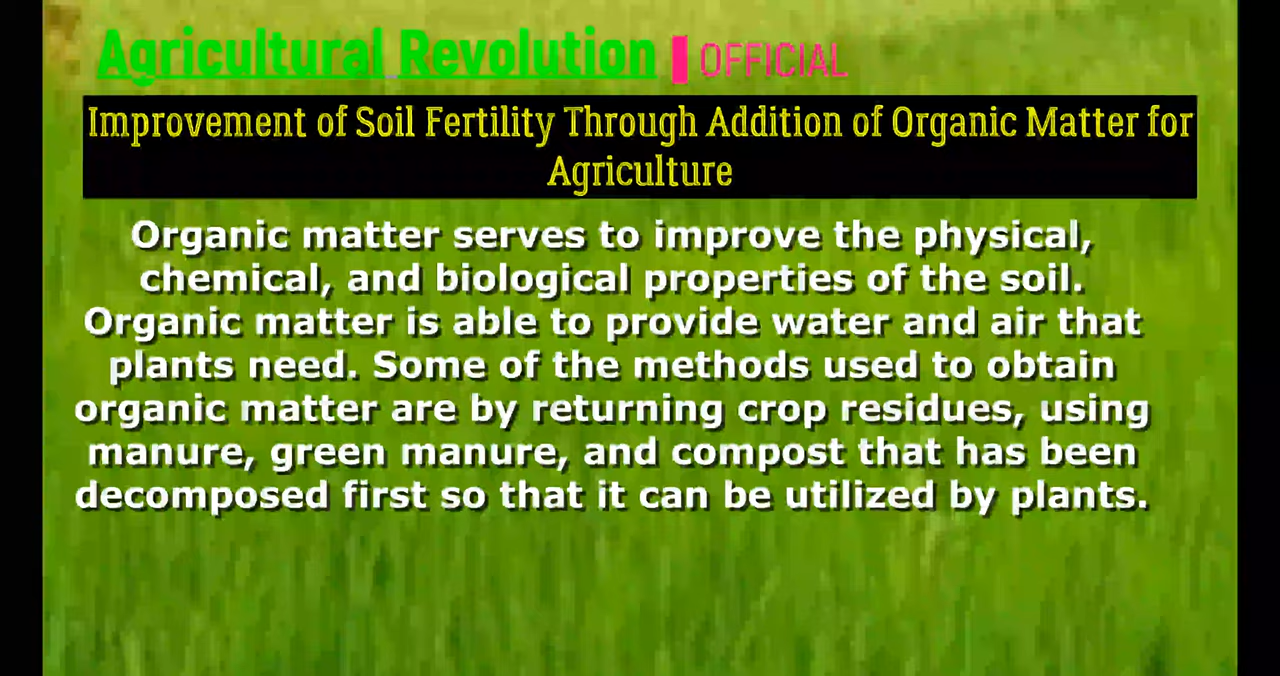 Agricultural Revolution | OFFICIAL
Improvement of Soil Fertility Through Addition of Organic Matter for
Agriculture
Organic matter serves to improve the physical,
chemical, and biological properties of the soil.
Organic matter is able to provide water and air that
plants need. Some of the methods used to obtain
organic matter are by returning crop residues, using
manure, green manure, and compost that has been
decomposed first so that it can be utilized by plants.